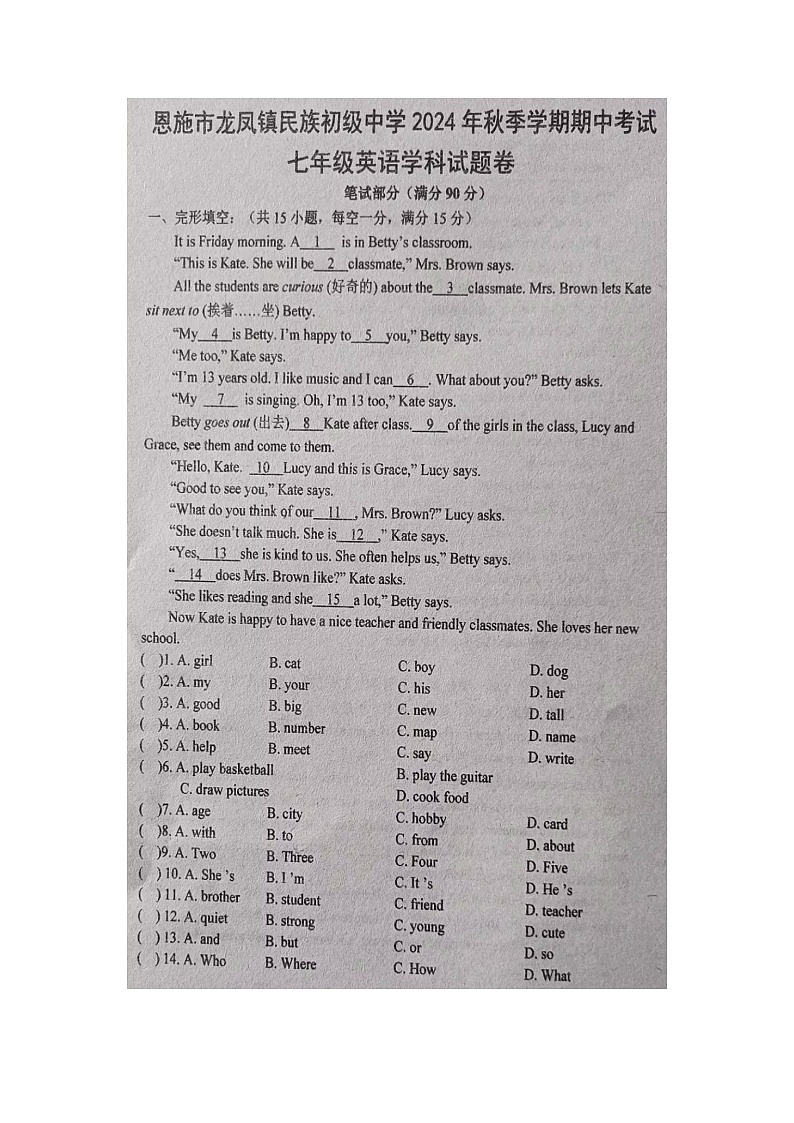 恩施市龙凤镇民族初级中学 2024 年秋季学期期中考试
七年级英语学科试题卷
笔试部分（满分 90 分）
一、完形填空：（共 15 小题，每空一分，满分 15 分）
It is Friday morning. A__1__ is in Betty's classroom.
“This is Kate. She will be__2__classmate,” Mrs. Brown says.
All the students are curious (好奇的) about the__3__classmate. Mrs. Brown lets Kate
sit next to (挨着……坐) Betty.
“My__4__is Betty. I'm happy to__5__you,” Betty says.
“Me too,” Kate says.
“I'm 13 years old. I like music and I can__6__. What about you?” Betty asks.
“My __7__ is singing. Oh, I'm 13 too,” Kate says.
Betty goes out (出去)__8__Kate after class.__9__of the girls in the class, Lucy and
Grace, see them and come to them.
“Hello, Kate. __10__Lucy and this is Grace,” Lucy says.
“Good to see you,” Kate says.
“What do you think of our__11__, Mrs. Brown?” Lucy asks.
“She doesn't talk much. She is__12__,” Kate says.
“Yes,__13__she is kind to us. She often helps us,” Betty says.
“__14__does Mrs. Brown like?” Kate asks.
“She likes reading and she__15__a lot,” Betty says.
Now Kate is happy to have a nice teacher and friendly classmates. She loves her new
school.
( )1. A. girl B. cat C. boy D. dog
( )2. A. my B. your C. his D. her
( )3. A. good B. big C. new D. tall
( )4. A. book B. number C. map D. name
( )5. A. help B. meet C. say D. write
( )6. A. play basketball B. play the guitar
C. draw pictures D. cook food
( )7. A. age B. city C. hobby D. card
( )8. A. with B. to C. from D. about
( )9. A. Two B. Three C. Four D. Five
( ) 10. A. She 's B. I 'm C. It 's D. He 's
( ) 11. A. brother B. student C. friend D. teacher
( ) 12. A. quiet B. strong C. young D. cute
( ) 13. A. and B. but C. or D. so
( ) 14. A. Who B. Where C. How D. What